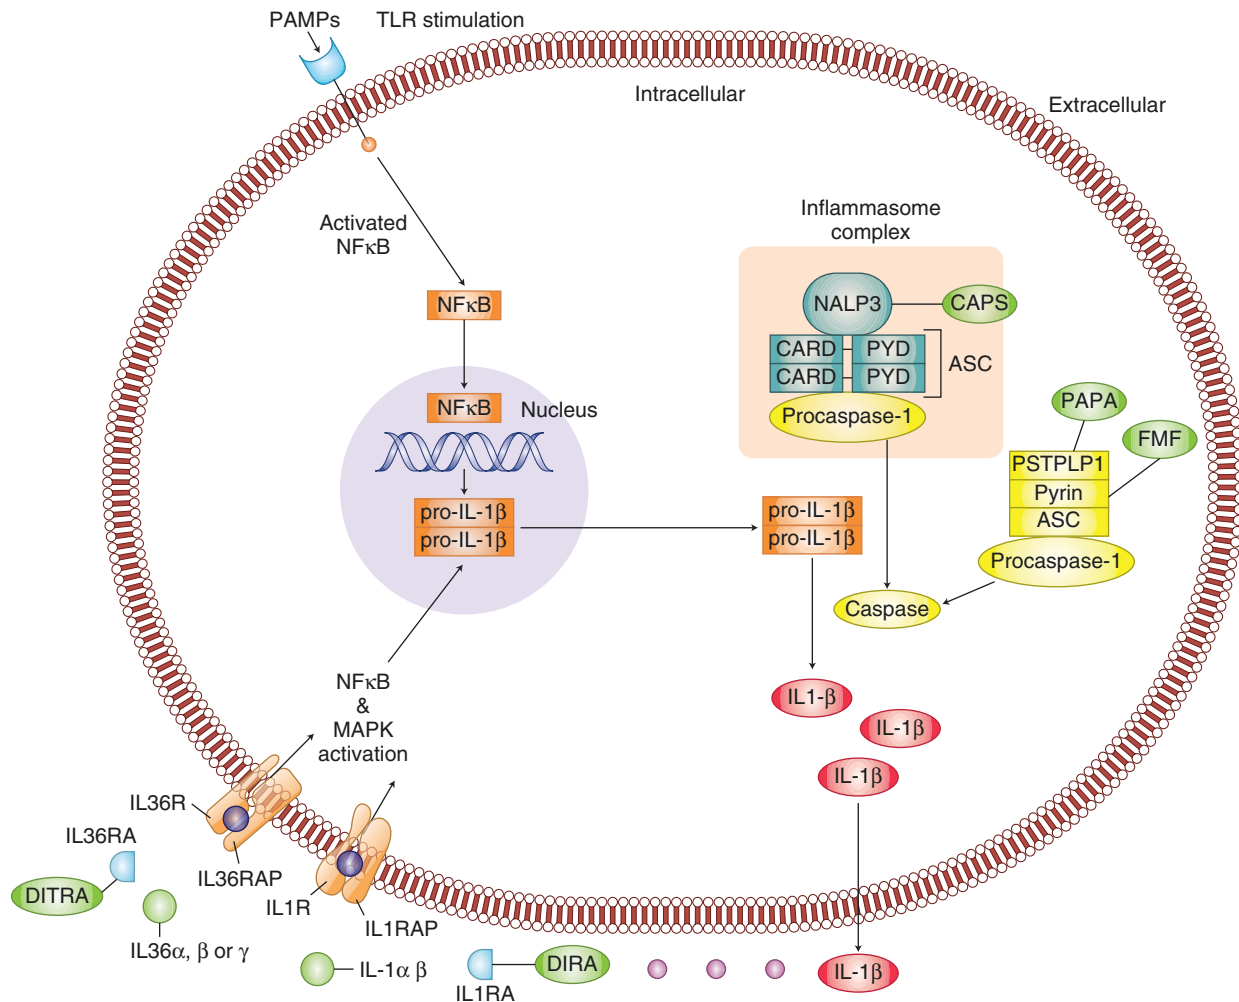 PAMPs
TLR stimulation
Intracellular
Extracellular
Activated
NFκB
Inflammasome
complex
NFκB
NALP3
CAPS
CARD
PYD
CARD
PYD
ASC
NFκB
Nucleus
Procaspase-1
PAPA
FMF
PSTPLP1
Pyrin
ASC
pro-IL-1β
pro-IL-1β
pro-IL-1β
pro-IL-1β
Procaspase-1
Caspase
NFκB
&
MAPK
activation
IL1-β
IL-1β
IL-1β
IL36R
IL36RA
IL36RAP
DITRA
IL1R
IL1RAP
IL36α, β or γ
IL-1α β
DIRA
IL1RA
IL-1β